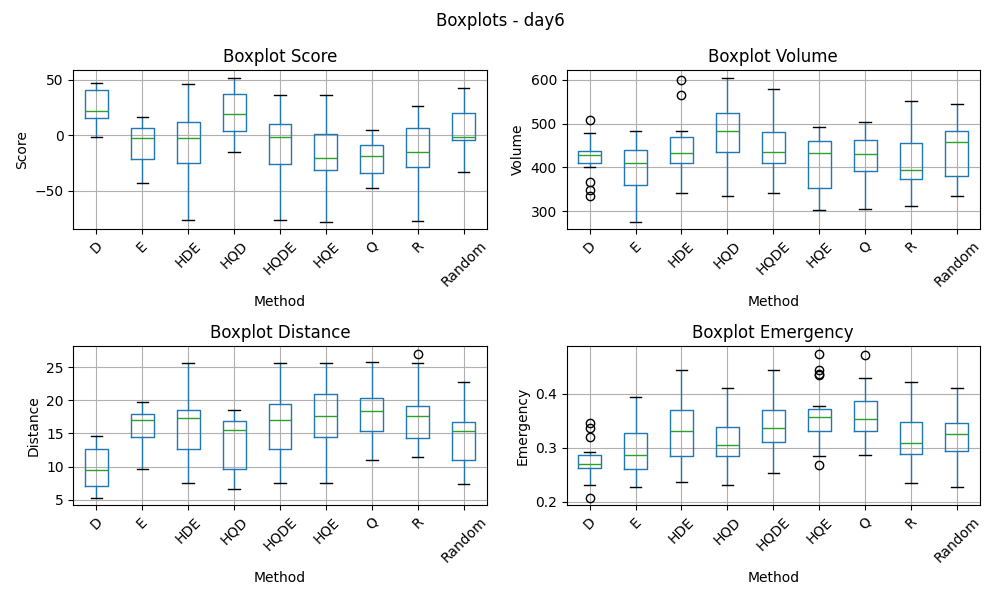 Boxplots - day6
Boxplot Score
Score
50
0
−50
D E HDE HQD HQDE HQE Q R Random
Method
Boxplot Volume
Volume
600
500
400
300
D E HDE HQD HQDE HQE Q R Random
Method
Boxplot Distance
Distance
25
20
15
10
5
D E HDE HQD HQDE HQE Q R Random
Method
Boxplot Emergency
Emergency
0.4
0.3
0.2
D E HDE HQD HQDE HQE Q R Random
Method